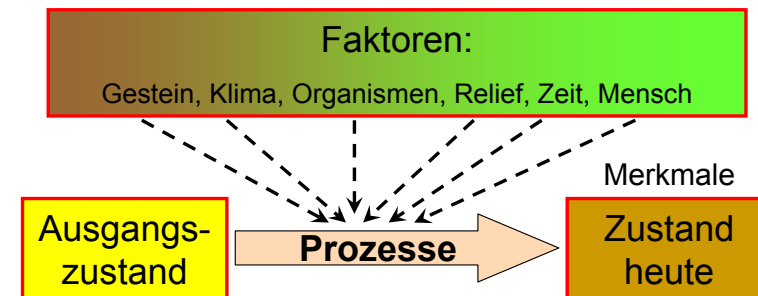 Faktoren:
Gestein, Klima, Organismen, Relief, Zeit, Mensch
Merkmale
Ausgangs-
zustand
Prozesse
Zustand
heute